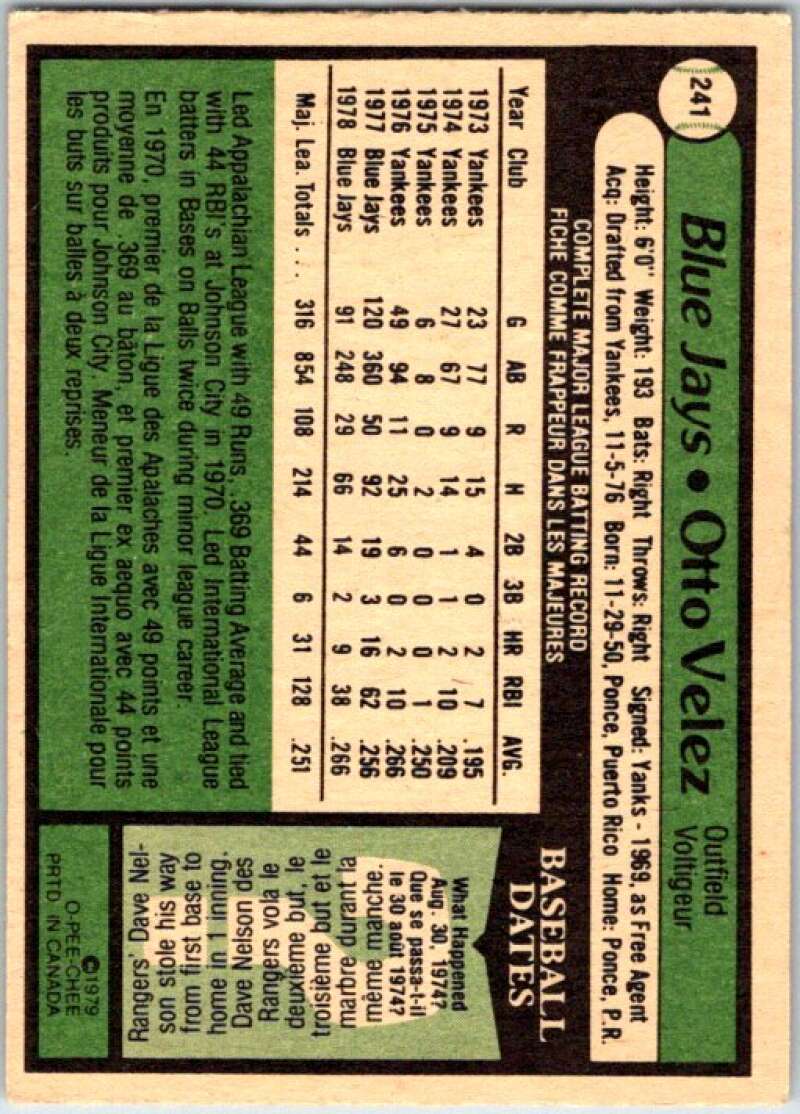 241
Blue Jays • Otto Velez
Outfield
Voltigeur
Height: 6'0" Weight: 193 Bats: Right Throws: Right Signed: Yanks - 1969, as Free Agent
Acq: Drafted from Yankees, 11-5-76 Born: 11-29-50, Ponce, Puerto Rico Home: Ponce, P.R.
COMPLETE MAJOR LEAGUE BATTING RECORD
FICHE COMME FRAPPEUR DANS LES MAJEURES
Year Club G AB R H 2B 3B HR RBI AVG.
1973 Yankees 23 77 9 15 4 0 2 7 .195
1974 Yankees 27 67 9 14 1 1 2 10 .209
1975 Yankees 6 8 0 2 0 0 0 1 .250
1976 Yankees 49 94 11 25 6 0 2 10 .266
1977 Blue Jays 120 360 50 92 19 3 16 62 .256
1978 Blue Jays 91 248 29 66 14 2 9 38 .266
Maj. Lea. Totals ... 316 854 108 214 44 6 31 128 .251
Led Appalachian League with 49 Runs, .369 Batting Average and tied
with 44 RBI's at Johnson City in 1970. Led International League
batters in Bases on Balls twice during minor league career.
En 1970, premier de la Ligue des Apalaches avec 49 points et une
moyenne de .369 au bâton, et premier ex aequo avec 44 points
produits pour Johnson City. Meneur de la Ligue Internationale pour
les buts sur balles à deux reprises.
BASEBALL
DATES
What Happened
Aug. 30, 1974?
Que se passa-t-il
le 30 août 1974?
Rangers', Dave Nel-
son stole his way
from first base to
home in 1 inning.
Dave Nelson des
Rangers vola le
deuxième but, le
troisième but et le
marbre durant la
même manche.
©1979
O-PEE-CHEE
PRTD IN CANADA